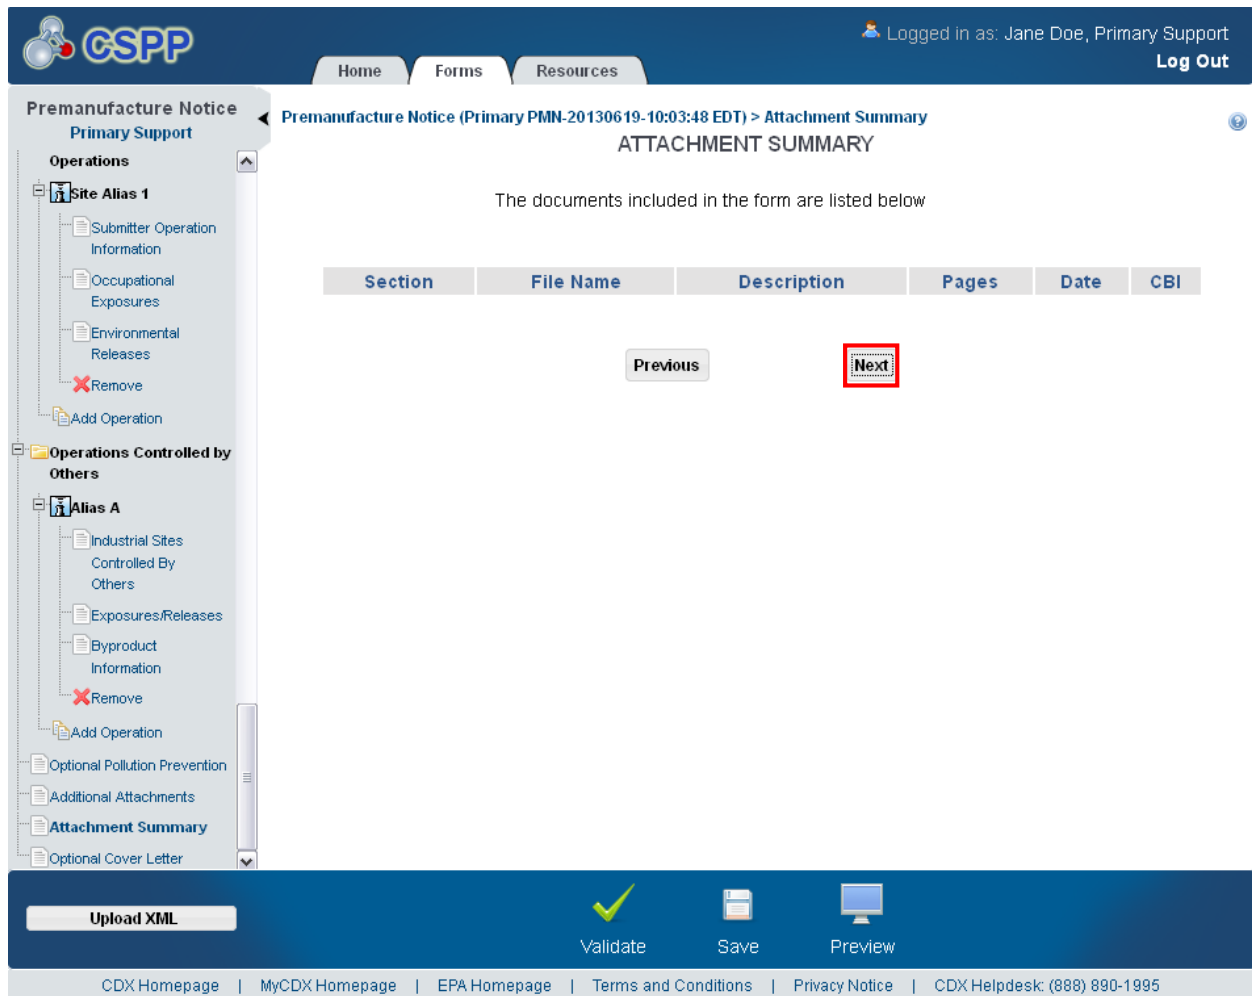 CSPP
Logged in as: Jane Doe, Primary Support
Log Out
Home Forms Resources
Premanufacture Notice
Primary Support
Operations
Site Alias 1
Submitter Operation
Information
Occupational
Exposures
Environmental
Releases
Remove
Add Operation
Operations Controlled by
Others
Alias A
Industrial Sites
Controlled By
Others
Exposures/Releases
Byproduct
Information
Remove
Add Operation
Optional Pollution Prevention
Additional Attachments
Attachment Summary
Optional Cover Letter
Premanufacture Notice (Primary PMN-20130619-10:03:48 EDT) > Attachment Summary
ATTACHMENT SUMMARY
The documents included in the form are listed below
Section File Name Description Pages Date CBI
Previous Next
Upload XML
Validate Save Preview
CDX Homepage | MyCDX Homepage | EPA Homepage | Terms and Conditions | Privacy Notice | CDX Helpdesk: (888) 890-1995